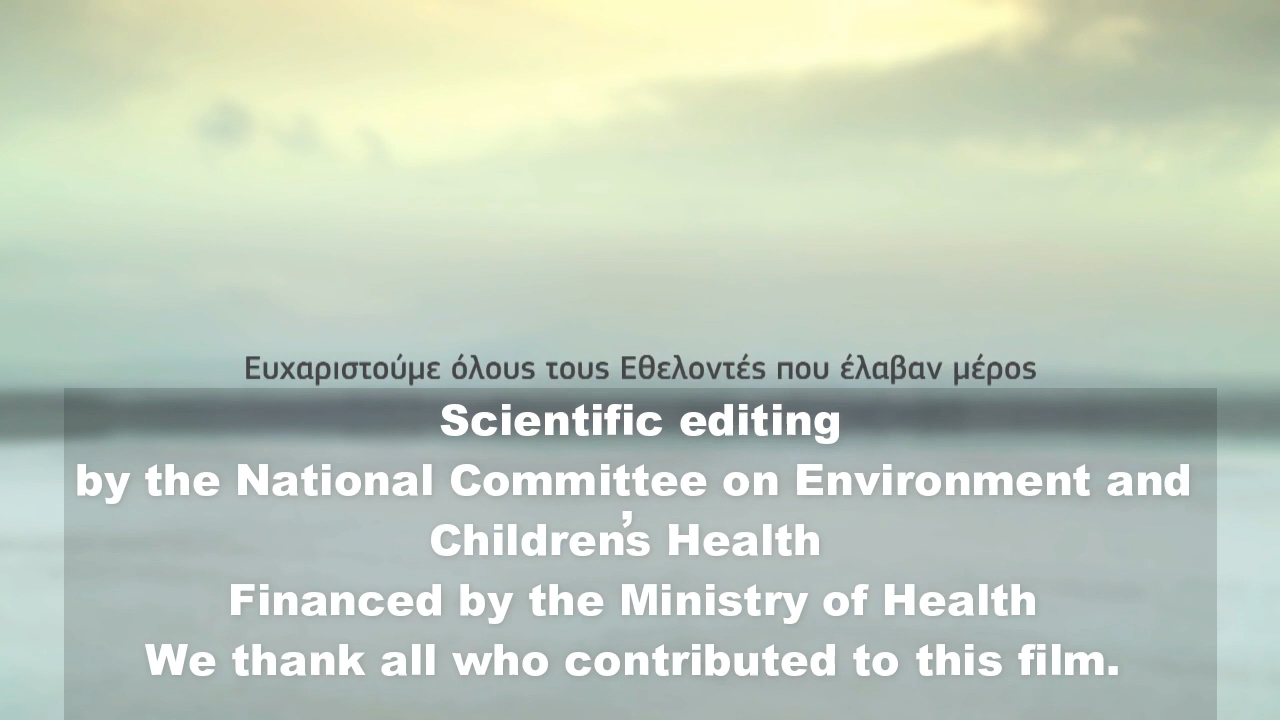 Ευχαριστούμε όλους τους Εθελοντές που έλαβαν μέρος
Scientific editing
by the National Committee on Environment and
Children’s Health
Financed by the Ministry of Health
We thank all who contributed to this film.